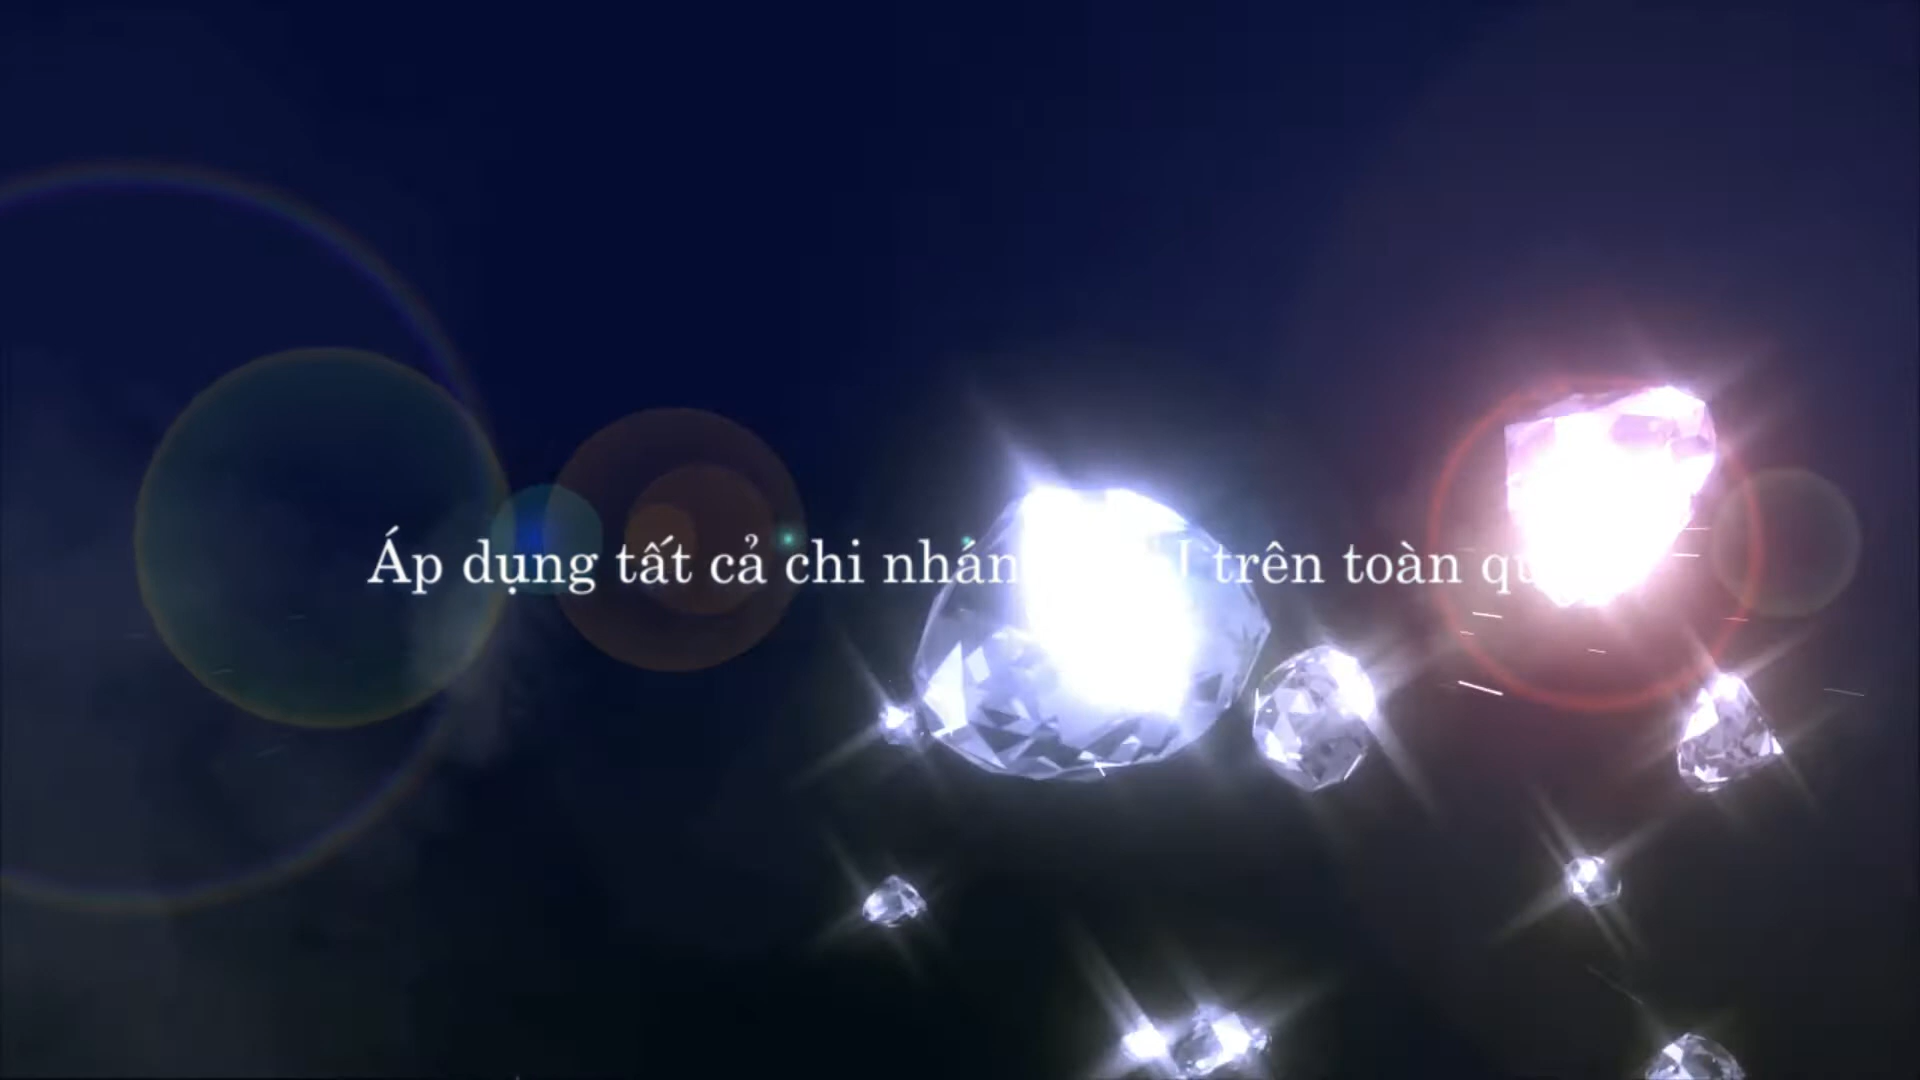 Áp dụng tất cả chi trên toàn